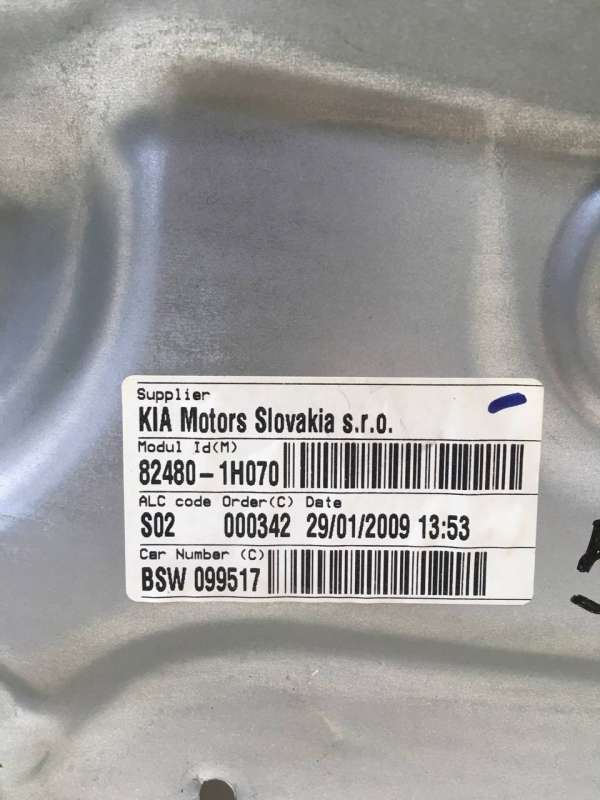 Supplier
KIA Motors Slovakia s.r.o.
Modul Id(M)
82480-1H070
ALC code Order(C) Date
S02 000342 29/01/2009 13:53
Car Number (C)
BSW 099517